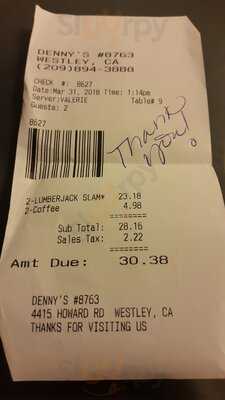 DENNY'S #8763
WESTLEY, CA
(209)894-3888
CHECK #: 8627
Date:Mar 31, 2018 Time: 1:14pm
Server:VALERIE Table# 9
Guests: 2
8627
Thank
you!
2-LUMBERJACK SLAM* 23.18
2-Coffee 4.98
========
Sub Total: 28.16
Sales Tax: 2.22
========
Amt Due: 30.38
DENNY'S #8763
4415 HOWARD RD WESTLEY, CA
THANKS FOR VISITING US